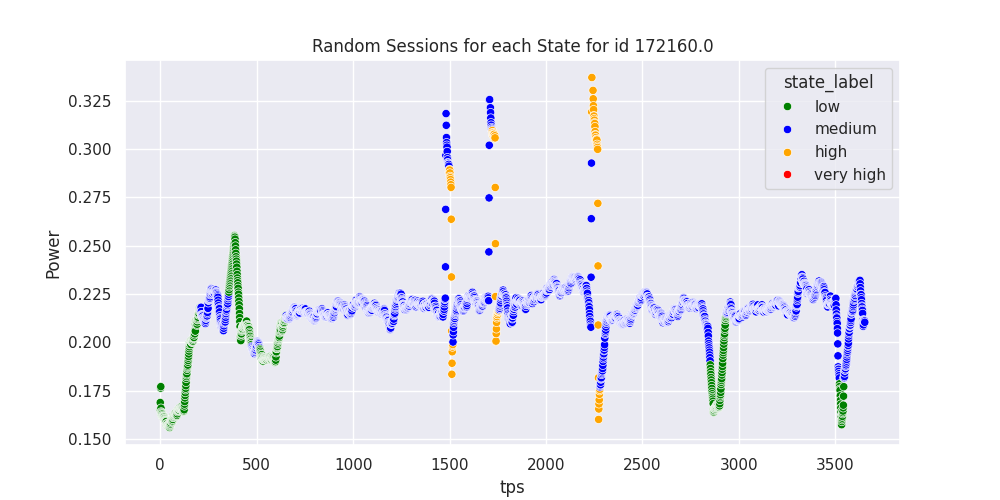 Random Sessions for each State for id 172160.0
state_label
low
medium
high
very high
Power
0.325
0.300
0.275
0.250
0.225
0.200
0.175
0.150
0 500 1000 1500 2000 2500 3000 3500
tps